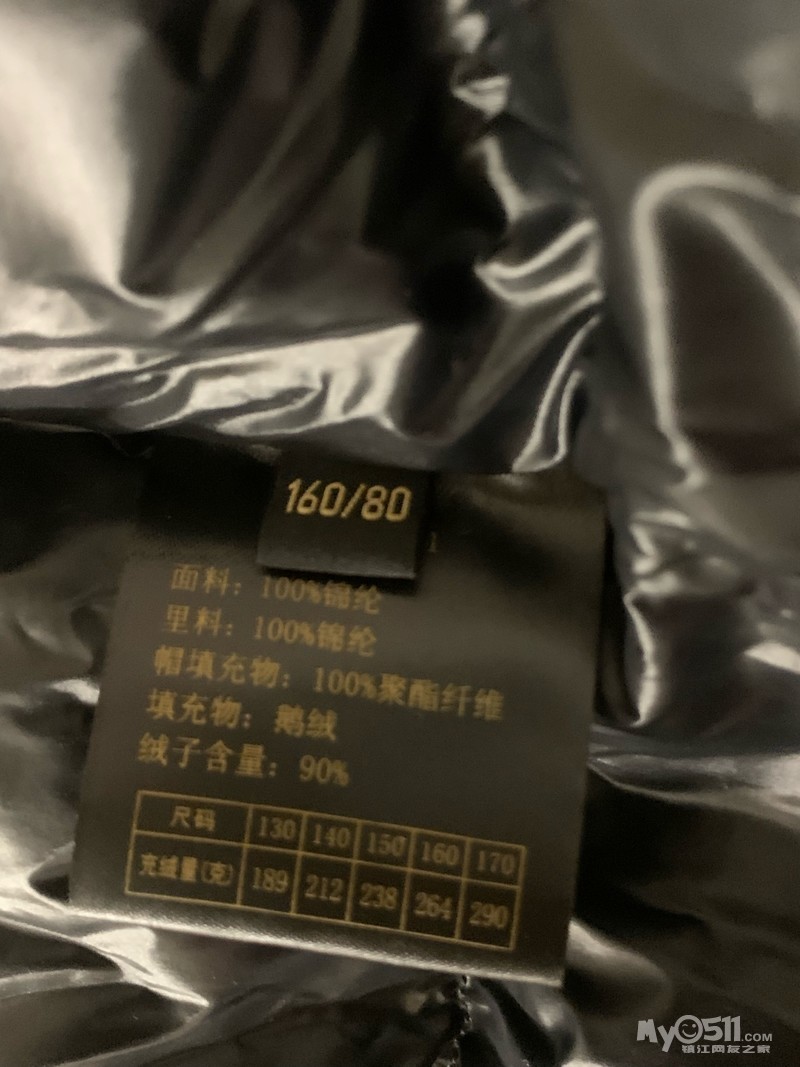 160/80
面料：100%锦纶
里料：100%锦纶
帽填充物：100%聚酯纤维
填充物：鹅绒
绒子含量：90%
尺码 130 140 150 160 170
充绒量(克) 189 212 238 264 290
My0511.COM
镇江网友之家